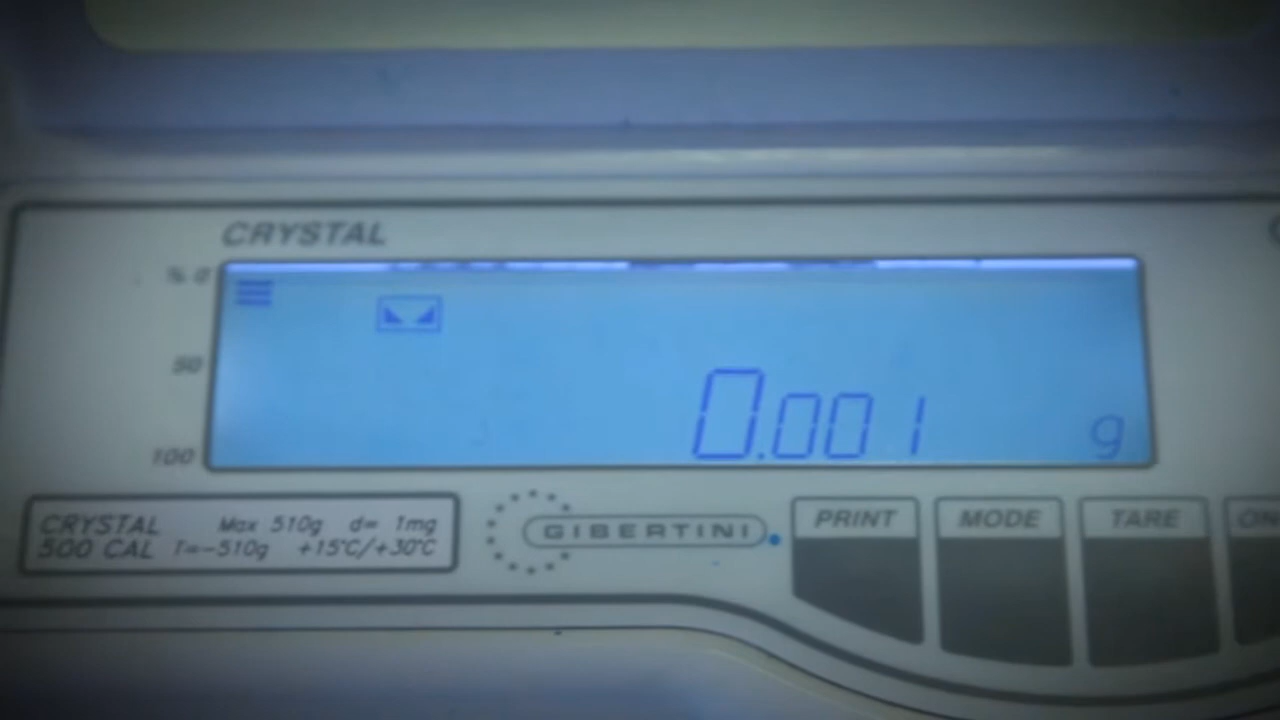 CRYSTAL
% 0
50
100
0.001 g
CRYSTAL Max 510g d= 1mg
500 CAL T=-510g +15°C/+30°C
GIBERTINI
PRINT MODE TARE ON